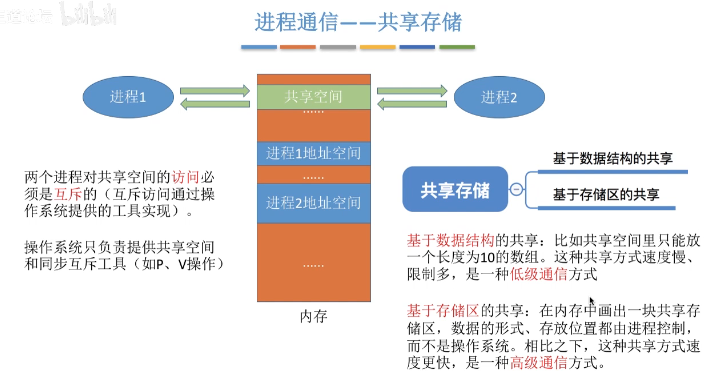 bilibili
进程通信——共享存储
进程1
共享空间
进程2
......
进程1地址空间
......
进程2地址空间
......
内存
两个进程对共享空间的访问必
须是互斥的（互斥访问通过操
作系统提供的工具实现）。
操作系统只负责提供共享空间
和同步互斥工具（如P、V操作）
共享存储
基于数据结构的共享
基于存储区的共享
基于数据结构的共享：比如共享空间里只能放
一个长度为10的数组。这种共享方式速度慢、
限制多，是一种低级通信方式
基于存储区的共享：在内存中画出一块共享存
储区，数据的形式、存放位置都由进程控制，
而不是操作系统。相比之下，这种共享方式速
度更快，是一种高级通信方式。